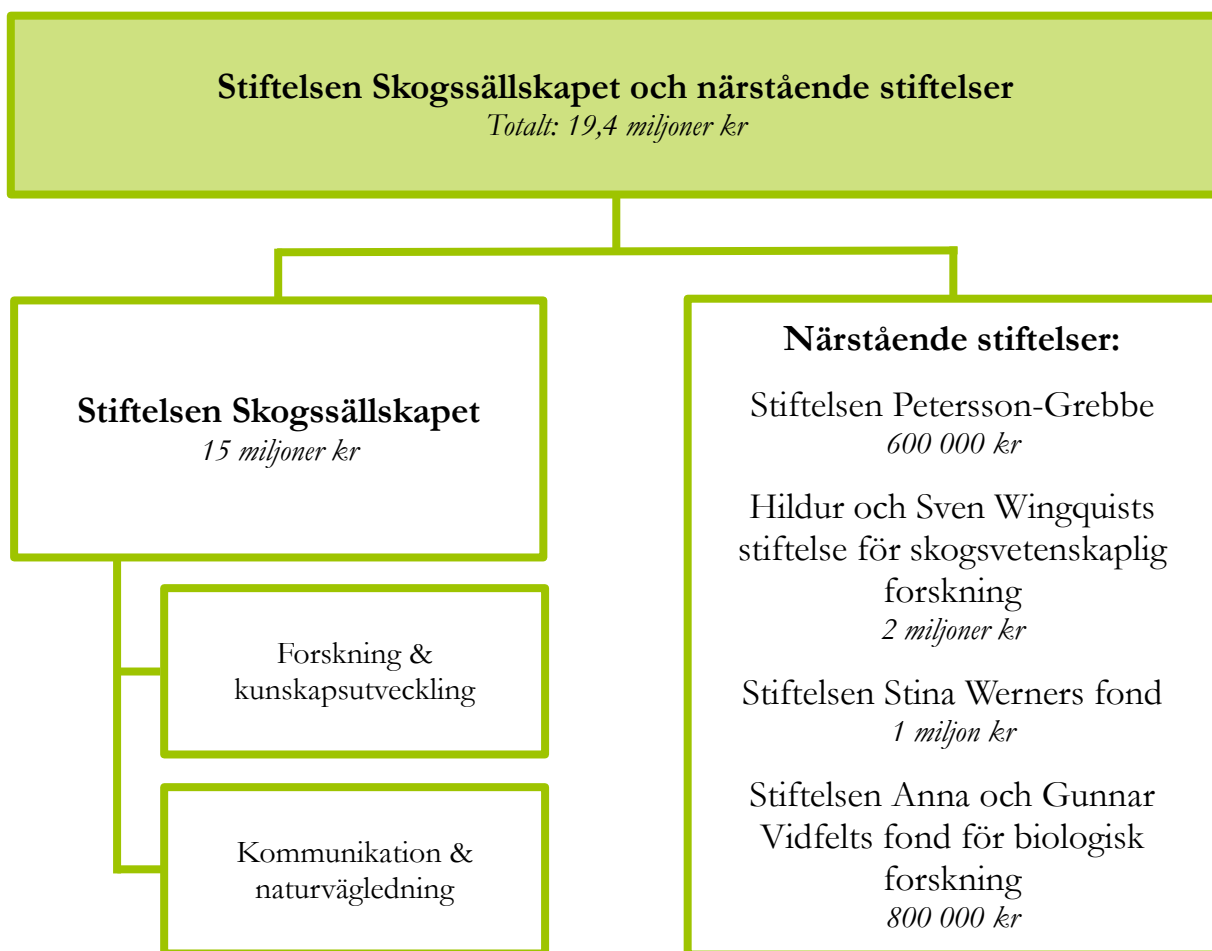 Stiftelsen Skogssällskapet och närstående stiftelser
Totalt: 19,4 miljoner kr
Stiftelsen Skogssällskapet
15 miljoner kr
Forskning &
kunskapsutveckling
Kommunikation &
naturvägledning
Närstående stiftelser:
Stiftelsen Petersson-Grebbe
600 000 kr
Hildur och Sven Wingquists
stiftelse för skogsvetenskaplig
forskning
2 miljoner kr
Stiftelsen Stina Werners fond
1 miljon kr
Stiftelsen Anna och Gunnar
Vidfelts fond för biologisk
forskning
800 000 kr